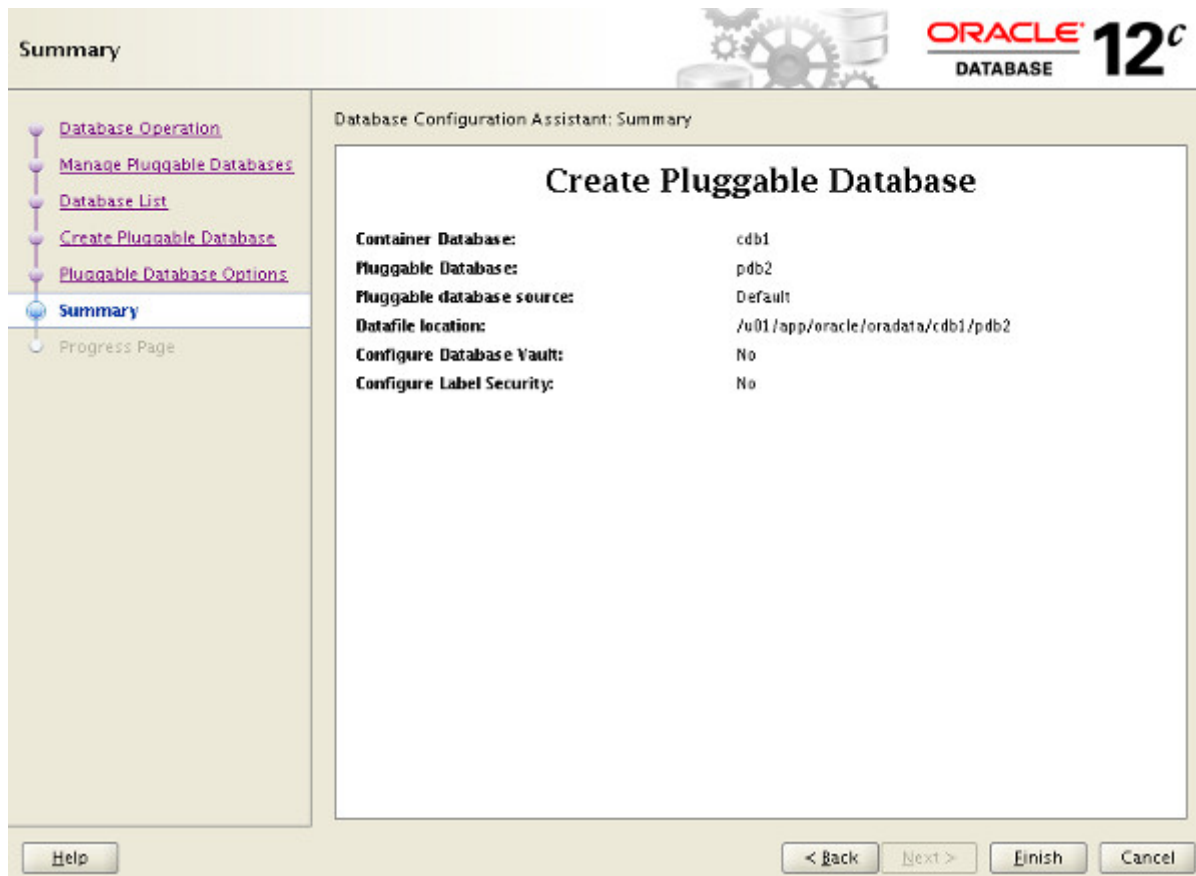 Summary
ORACLE DATABASE 12c
Database Operation
Manage Pluggable Databases
Database List
Create Pluggable Database
Pluggable Database Options
Summary
Progress Page
Database Configuration Assistant: Summary
Create Pluggable Database
Container Database: cdb1
Pluggable Database: pdb2
Pluggable database source: Default
Datafile location: /u01/app/oracle/oradata/cdb1/pdb2
Configure Database Vault: No
Configure Label Security: No
Help
< Back Next > Finish Cancel